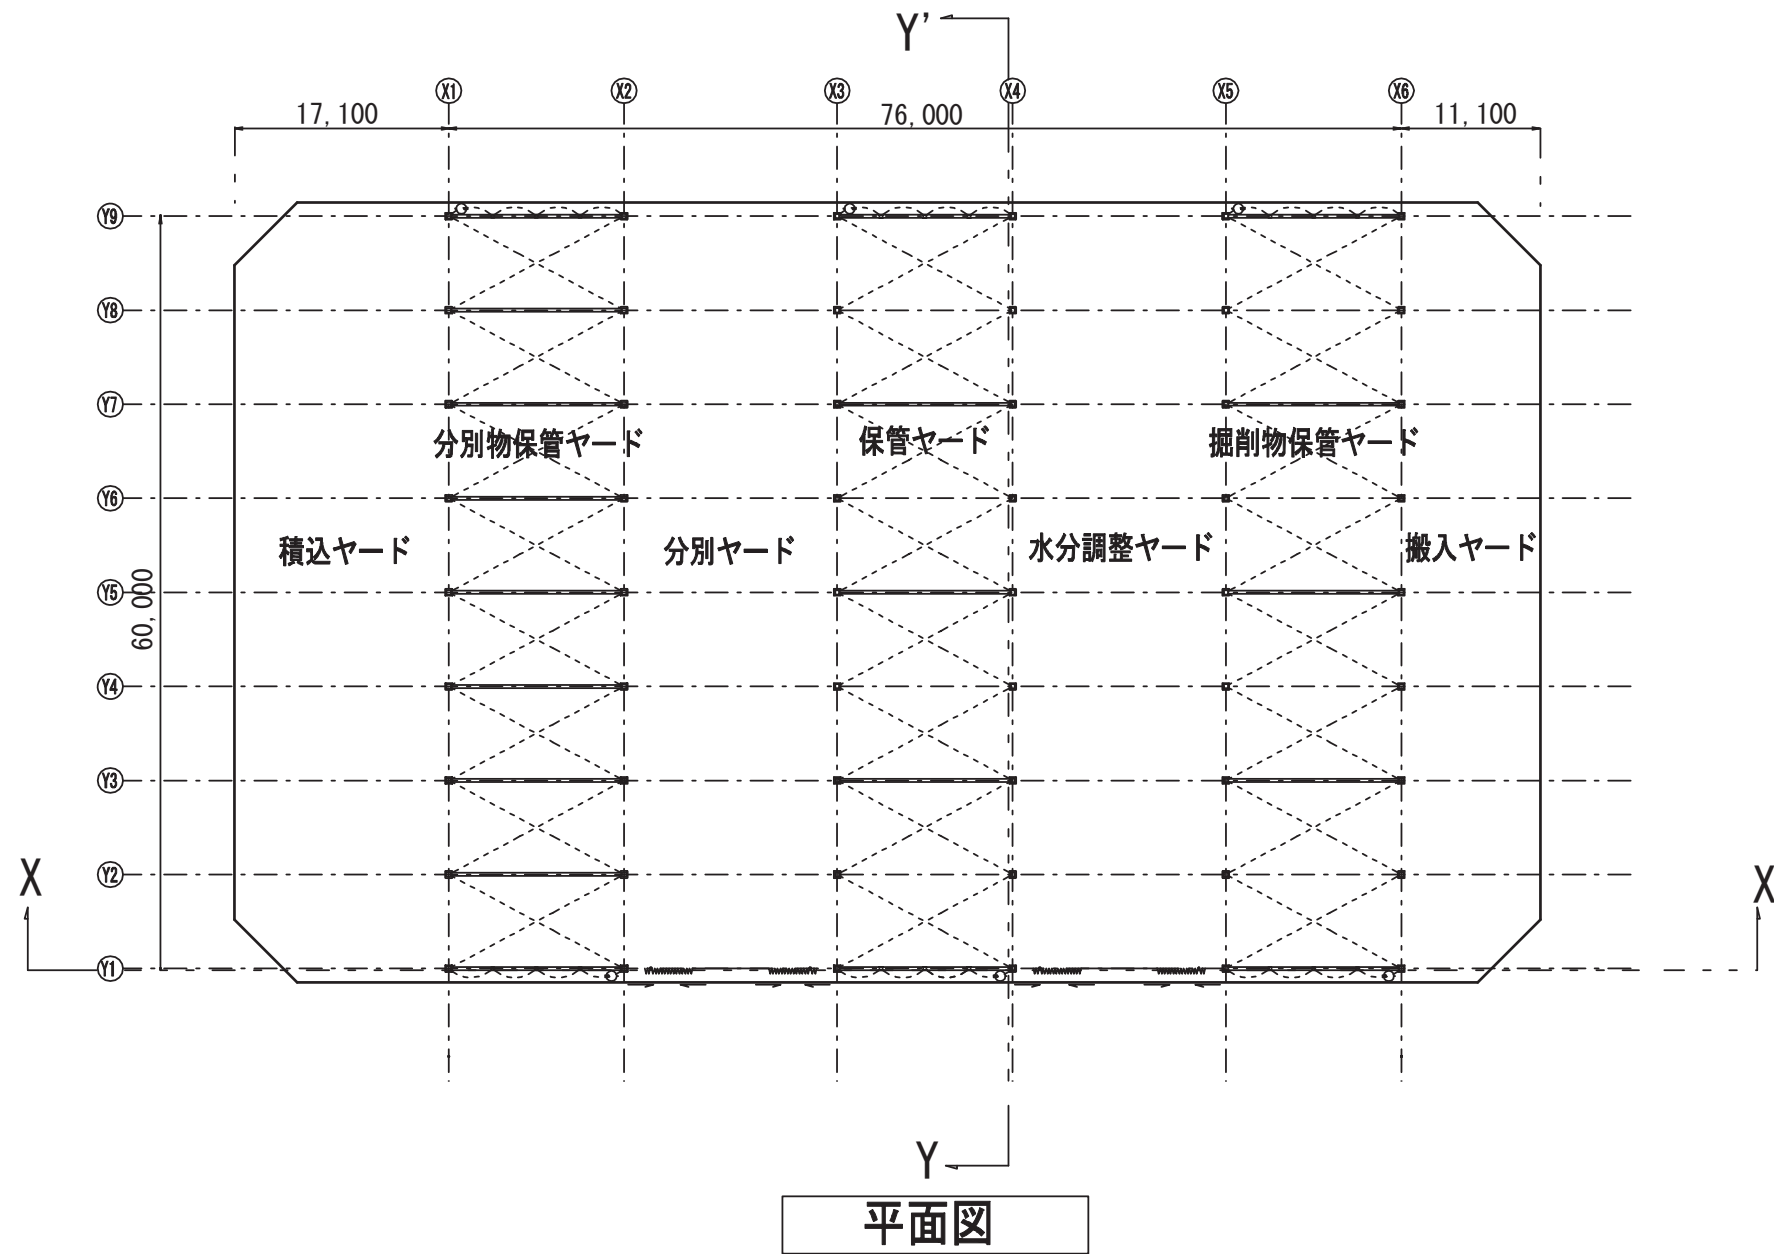 Y’
X1 X2 X3 X4 X5 X6
17,100 76,000 11,100
Y9
Y8
Y7
分別物保管ヤード 保管ヤード 掘削物保管ヤード
Y6
積込ヤード 分別ヤード 水分調整ヤード 搬入ヤード
Y5
60,000
Y4
Y3
X Y2 X
Y1
Y
平面図